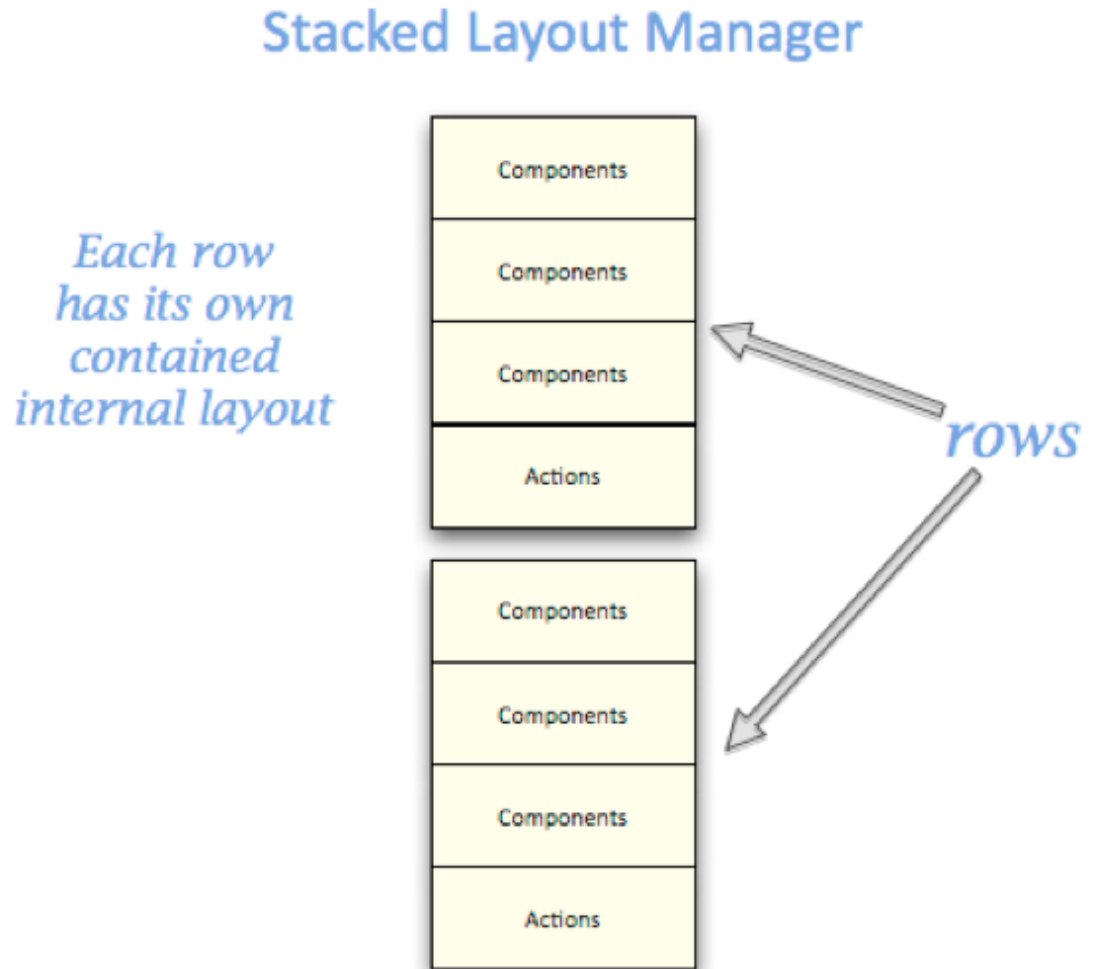 Stacked Layout Manager
Each row
has its own
contained
internal layout
Components
Components
Components
Actions
rows
Components
Components
Components
Actions